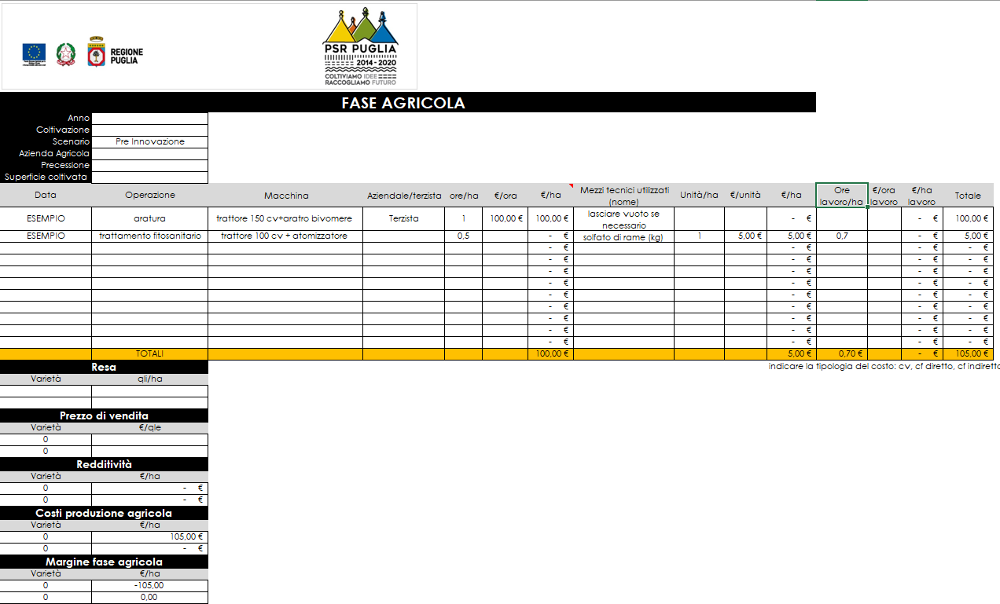 REGIONE
PUGLIA
PSR PUGLIA
2014 - 2020
COLTIVIAMO IDEE
RACCOGLIAMO FUTURO
FASE AGRICOLA
Anno
Coltivazione
Scenario Pre Innovazione
Azienda Agricola
Precessione
Superficie coltivata
Data Operazione Macchina Aziendale/terzista ore/ha €/ora €/ha Mezzi tecnici utilizzati (nome) Unità/ha €/unità €/ha Ore lavoro/ha €/ora lavoro €/ha lavoro Totale
ESEMPIO aratura trattore 150 cv+aratro bivomere Terzista 1 100,00 € 100,00 € lasciare vuoto se necessario - € - € 100,00 €
ESEMPIO trattamento fitosanitario trattore 100 cv + atomizzatore 0,5 - € solfato di rame (kg) 1 5,00 € 5,00 € 0,7 - € 5,00 €
- € - € - € - €
- € - € - € - €
- € - € - € - €
- € - € - € - €
- € - € - € - €
- € - € - € - €
- € - € - € - €
- € - € - € - €
- € - € - € - €
TOTALI 100,00 € 5,00 € 0,70 € - € 105,00 €
indicare la tipologia del costo: cv, cf diretto, cf indiretto
Resa
Varietà qli/ha
Prezzo di vendita
Varietà €/qle
0
0
Redditività
Varietà €/ha
0 - €
0 - €
Costi produzione agricola
Varietà €/ha
0 105,00 €
0 - €
Margine fase agricola
Varietà €/ha
0 -105,00
0 0,00